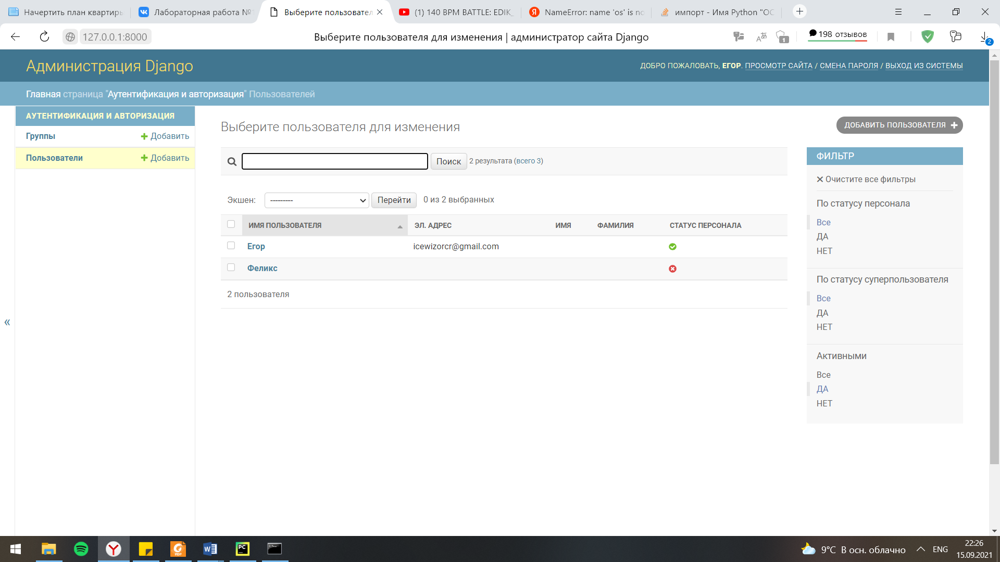 Начертить план квартиры
Лабораторная работа №
Выберите пользовател
(1) 140 BPM BATTLE: EDIK_
NameError: name 'os' is no
импорт - Имя Python "ОС
127.0.0.1:8000
Выберите пользователя для изменения | администратор сайта Django
1
198 отзывов
2
Администрация Django
ДОБРО ПОЖАЛОВАТЬ, ЕГОР. ПРОСМОТР САЙТА / СМЕНА ПАРОЛЯ / ВЫХОД ИЗ СИСТЕМЫ
Главная страница "Аутентификация и авторизация" Пользователей
АУТЕНТИФИКАЦИЯ И АВТОРИЗАЦИЯ
Группы
Добавить
Пользователи
Добавить
«
Выберите пользователя для изменения
ДОБАВИТЬ ПОЛЬЗОВАТЕЛЯ +
Поиск
2 результата (всего 3)
Экшен:
---------
Перейти
0 из 2 выбранных
ИМЯ ПОЛЬЗОВАТЕЛЯ
ЭЛ. АДРЕС
ИМЯ
ФАМИЛИЯ
СТАТУС ПЕРСОНАЛА
Егор
icewizorcr@gmail.com
Феликс
2 пользователя
ФИЛЬТР
Очистите все фильтры
По статусу персонала
Все
ДА
НЕТ
По статусу суперпользователя
Все
ДА
НЕТ
Активными
Все
ДА
НЕТ
9°C В осн. облачно
ENG
22:26
15.09.2021